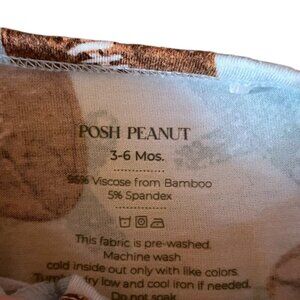 POSH PEANUT
3-6 Mos.
95% Viscose from Bamboo
5% Spandex
This fabric is pre-washed.
Machine wash
cold inside out only with like colors.
Tumble dry low and cool iron if needed.
Do not soak.